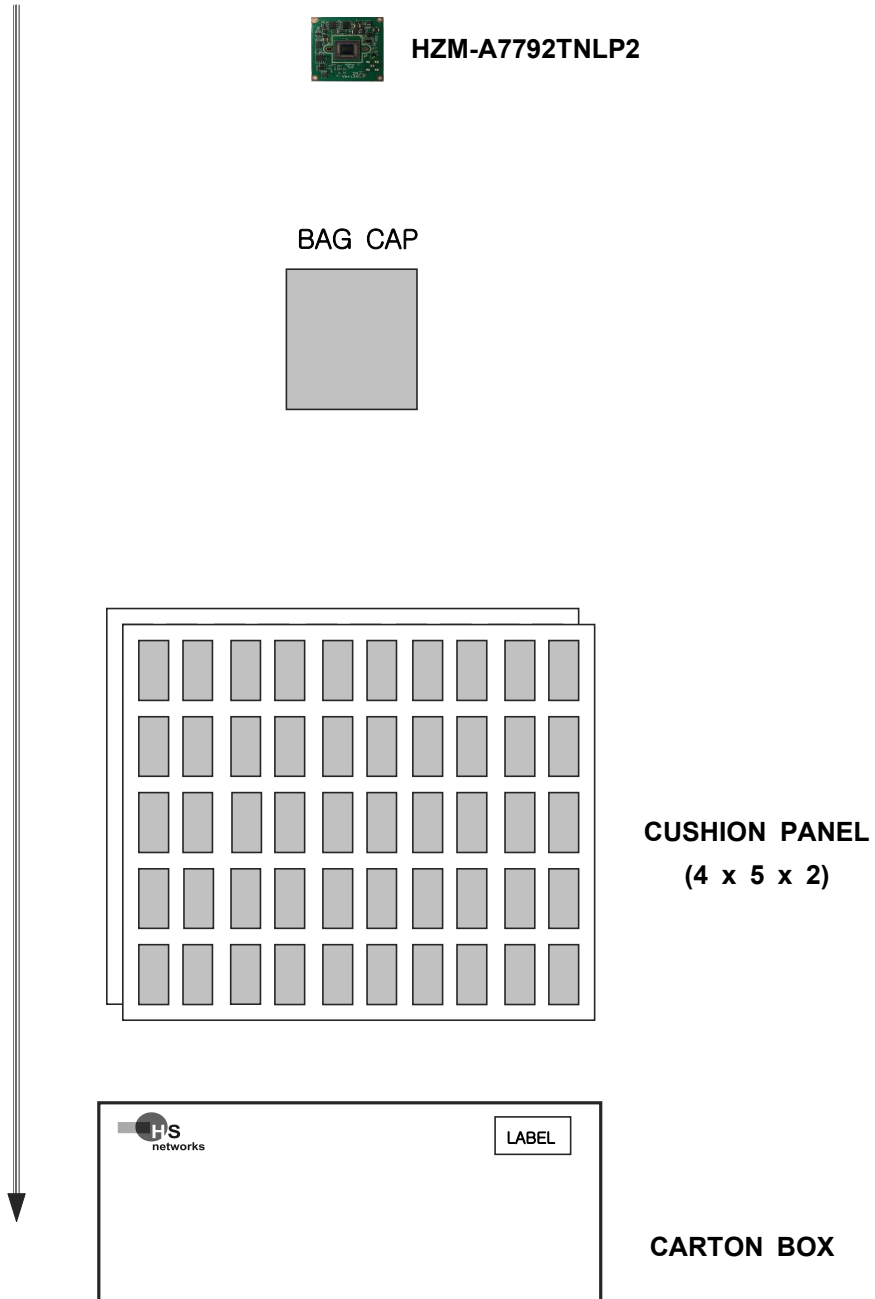 HZM-A7792TNLP2
BAG CAP
CUSHION PANEL
(4 x 5 x 2)
HS
networks
LABEL
CARTON BOX